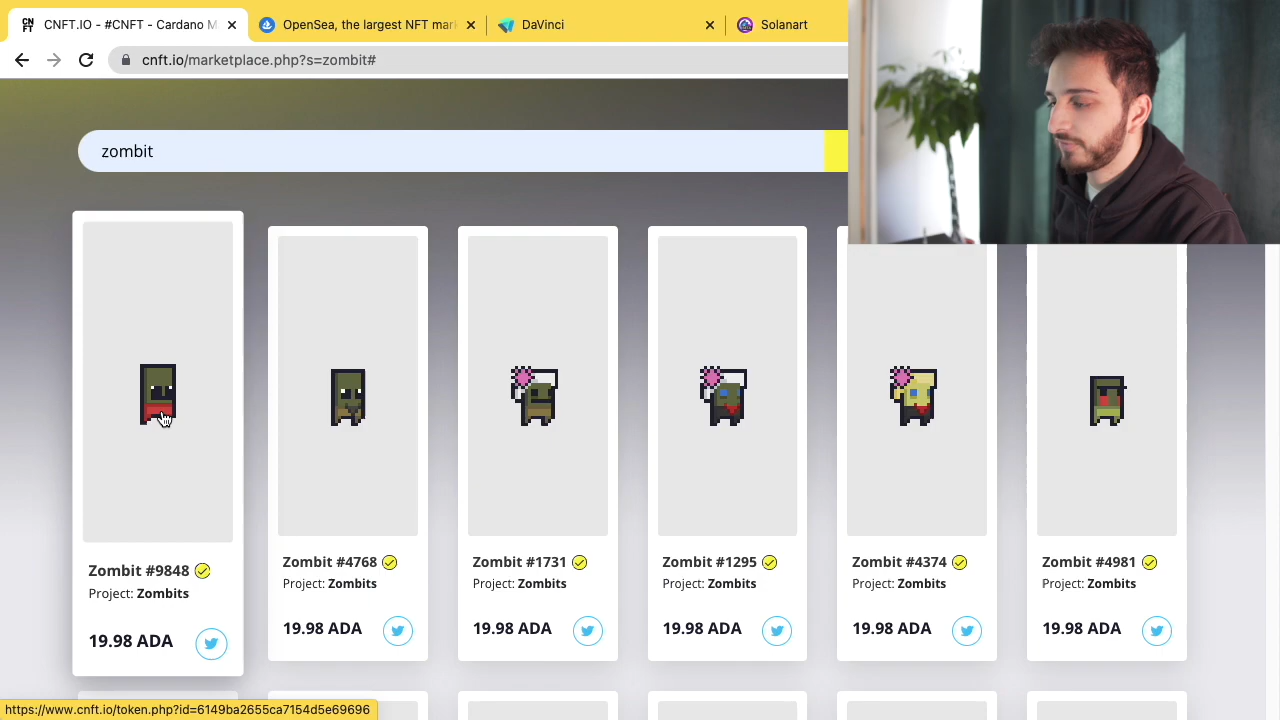 CN
FT
CNFT.IO - #CNFT - Cardano M
OpenSea, the largest NFT mar
DaVinci
Solanart
cnft.io/marketplace.php?s=zombit#
zombit
Zombit #9848
Project: Zombits
19.98 ADA
Zombit #4768
Project: Zombits
19.98 ADA
Zombit #1731
Project: Zombits
19.98 ADA
Zombit #1295
Project: Zombits
19.98 ADA
Zombit #4374
Project: Zombits
19.98 ADA
Zombit #4981
Project: Zombits
19.98 ADA
https://www.cnft.io/token.php?id=6149ba2655ca7154d5e69696